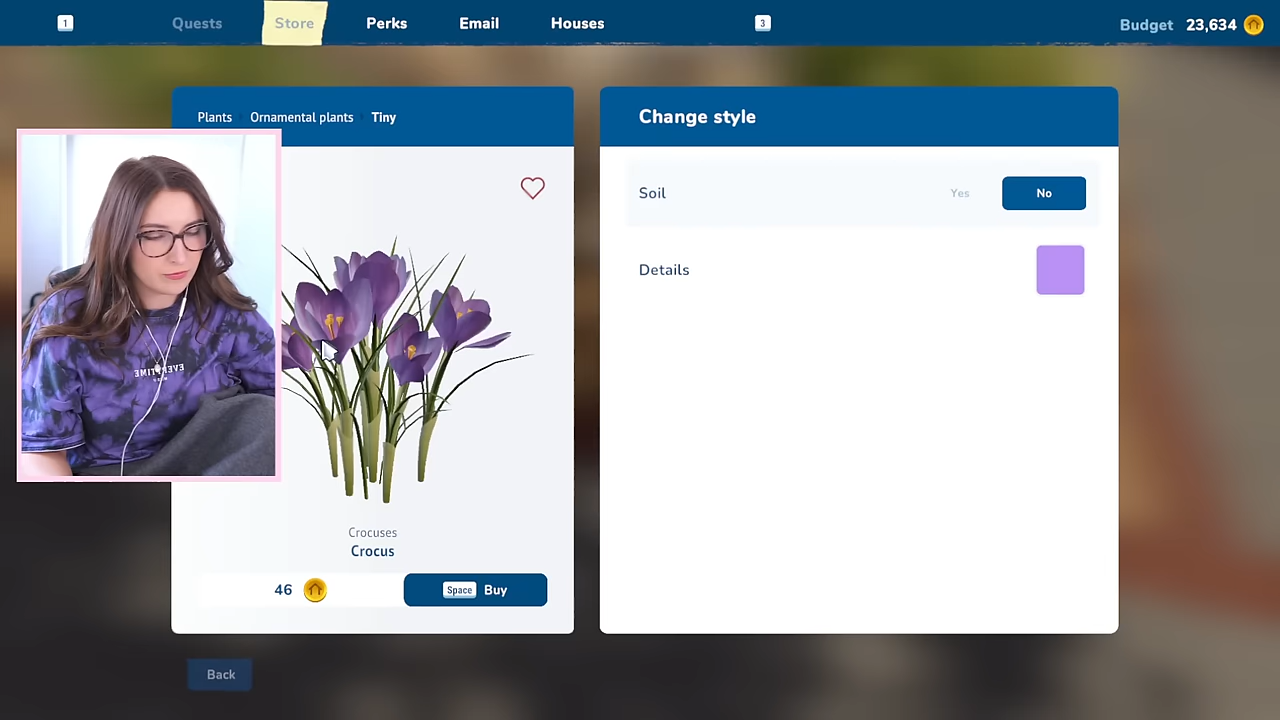 1 Quests Store Perks Email Houses 3 Budget 23,634
Plants Ornamental plants Tiny
Change style
Soil Yes No
Details
Crocuses
Crocus
46 Space Buy
Back